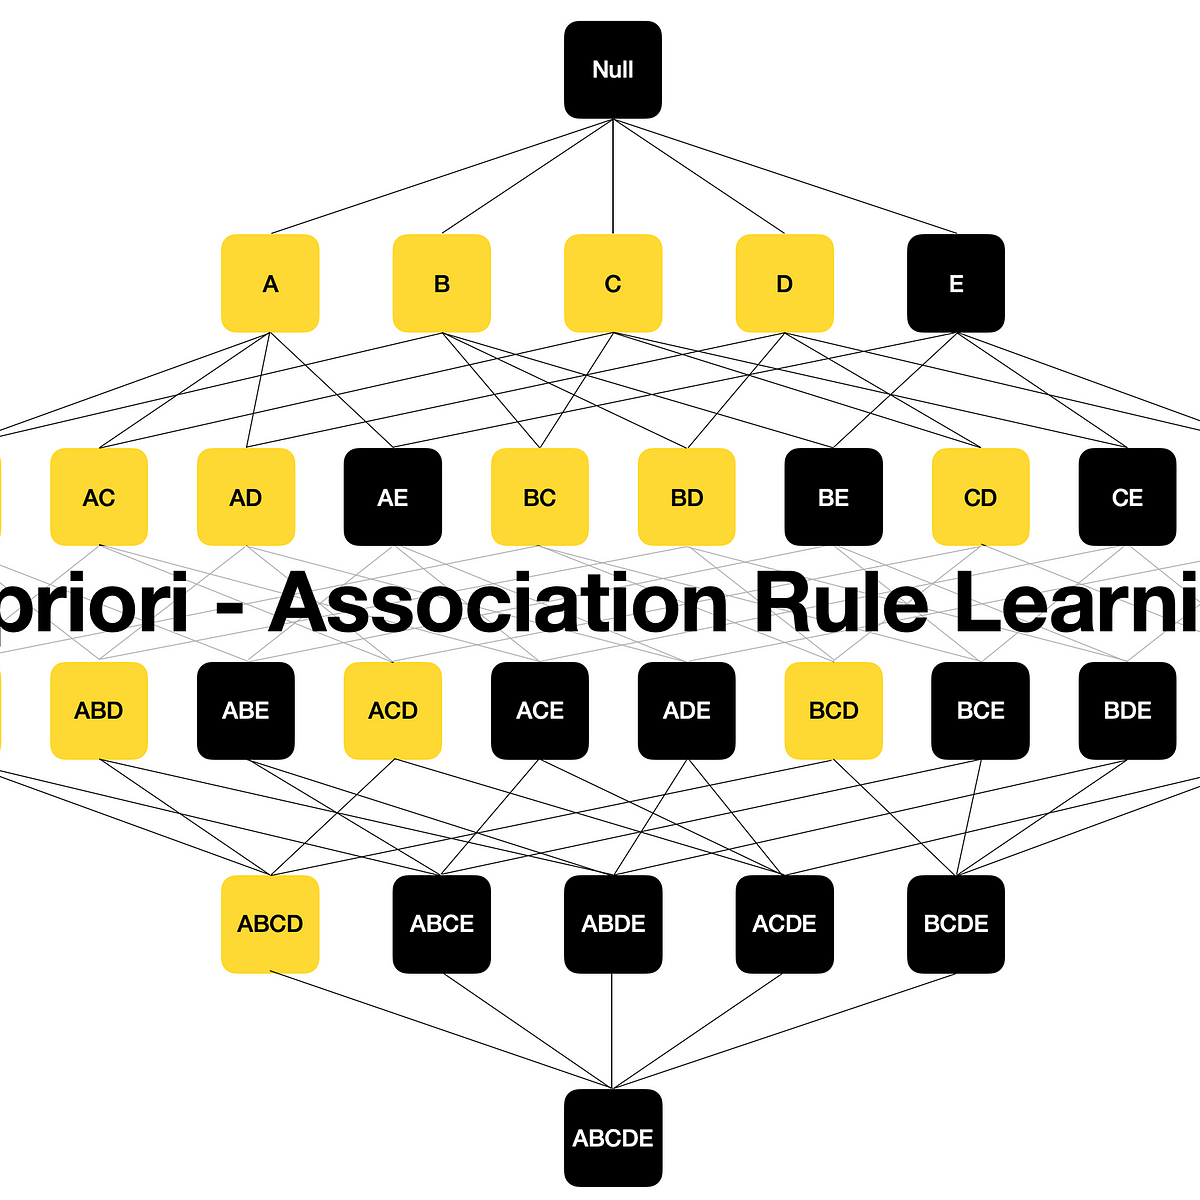 Null
A B C D E
AC AD AE BC BD BE CD CE
priori - Association Rule Learni
ABD ABE ACD ACE ADE BCD BCE BDE
ABCD ABCE ABDE ACDE BCDE
ABCDE